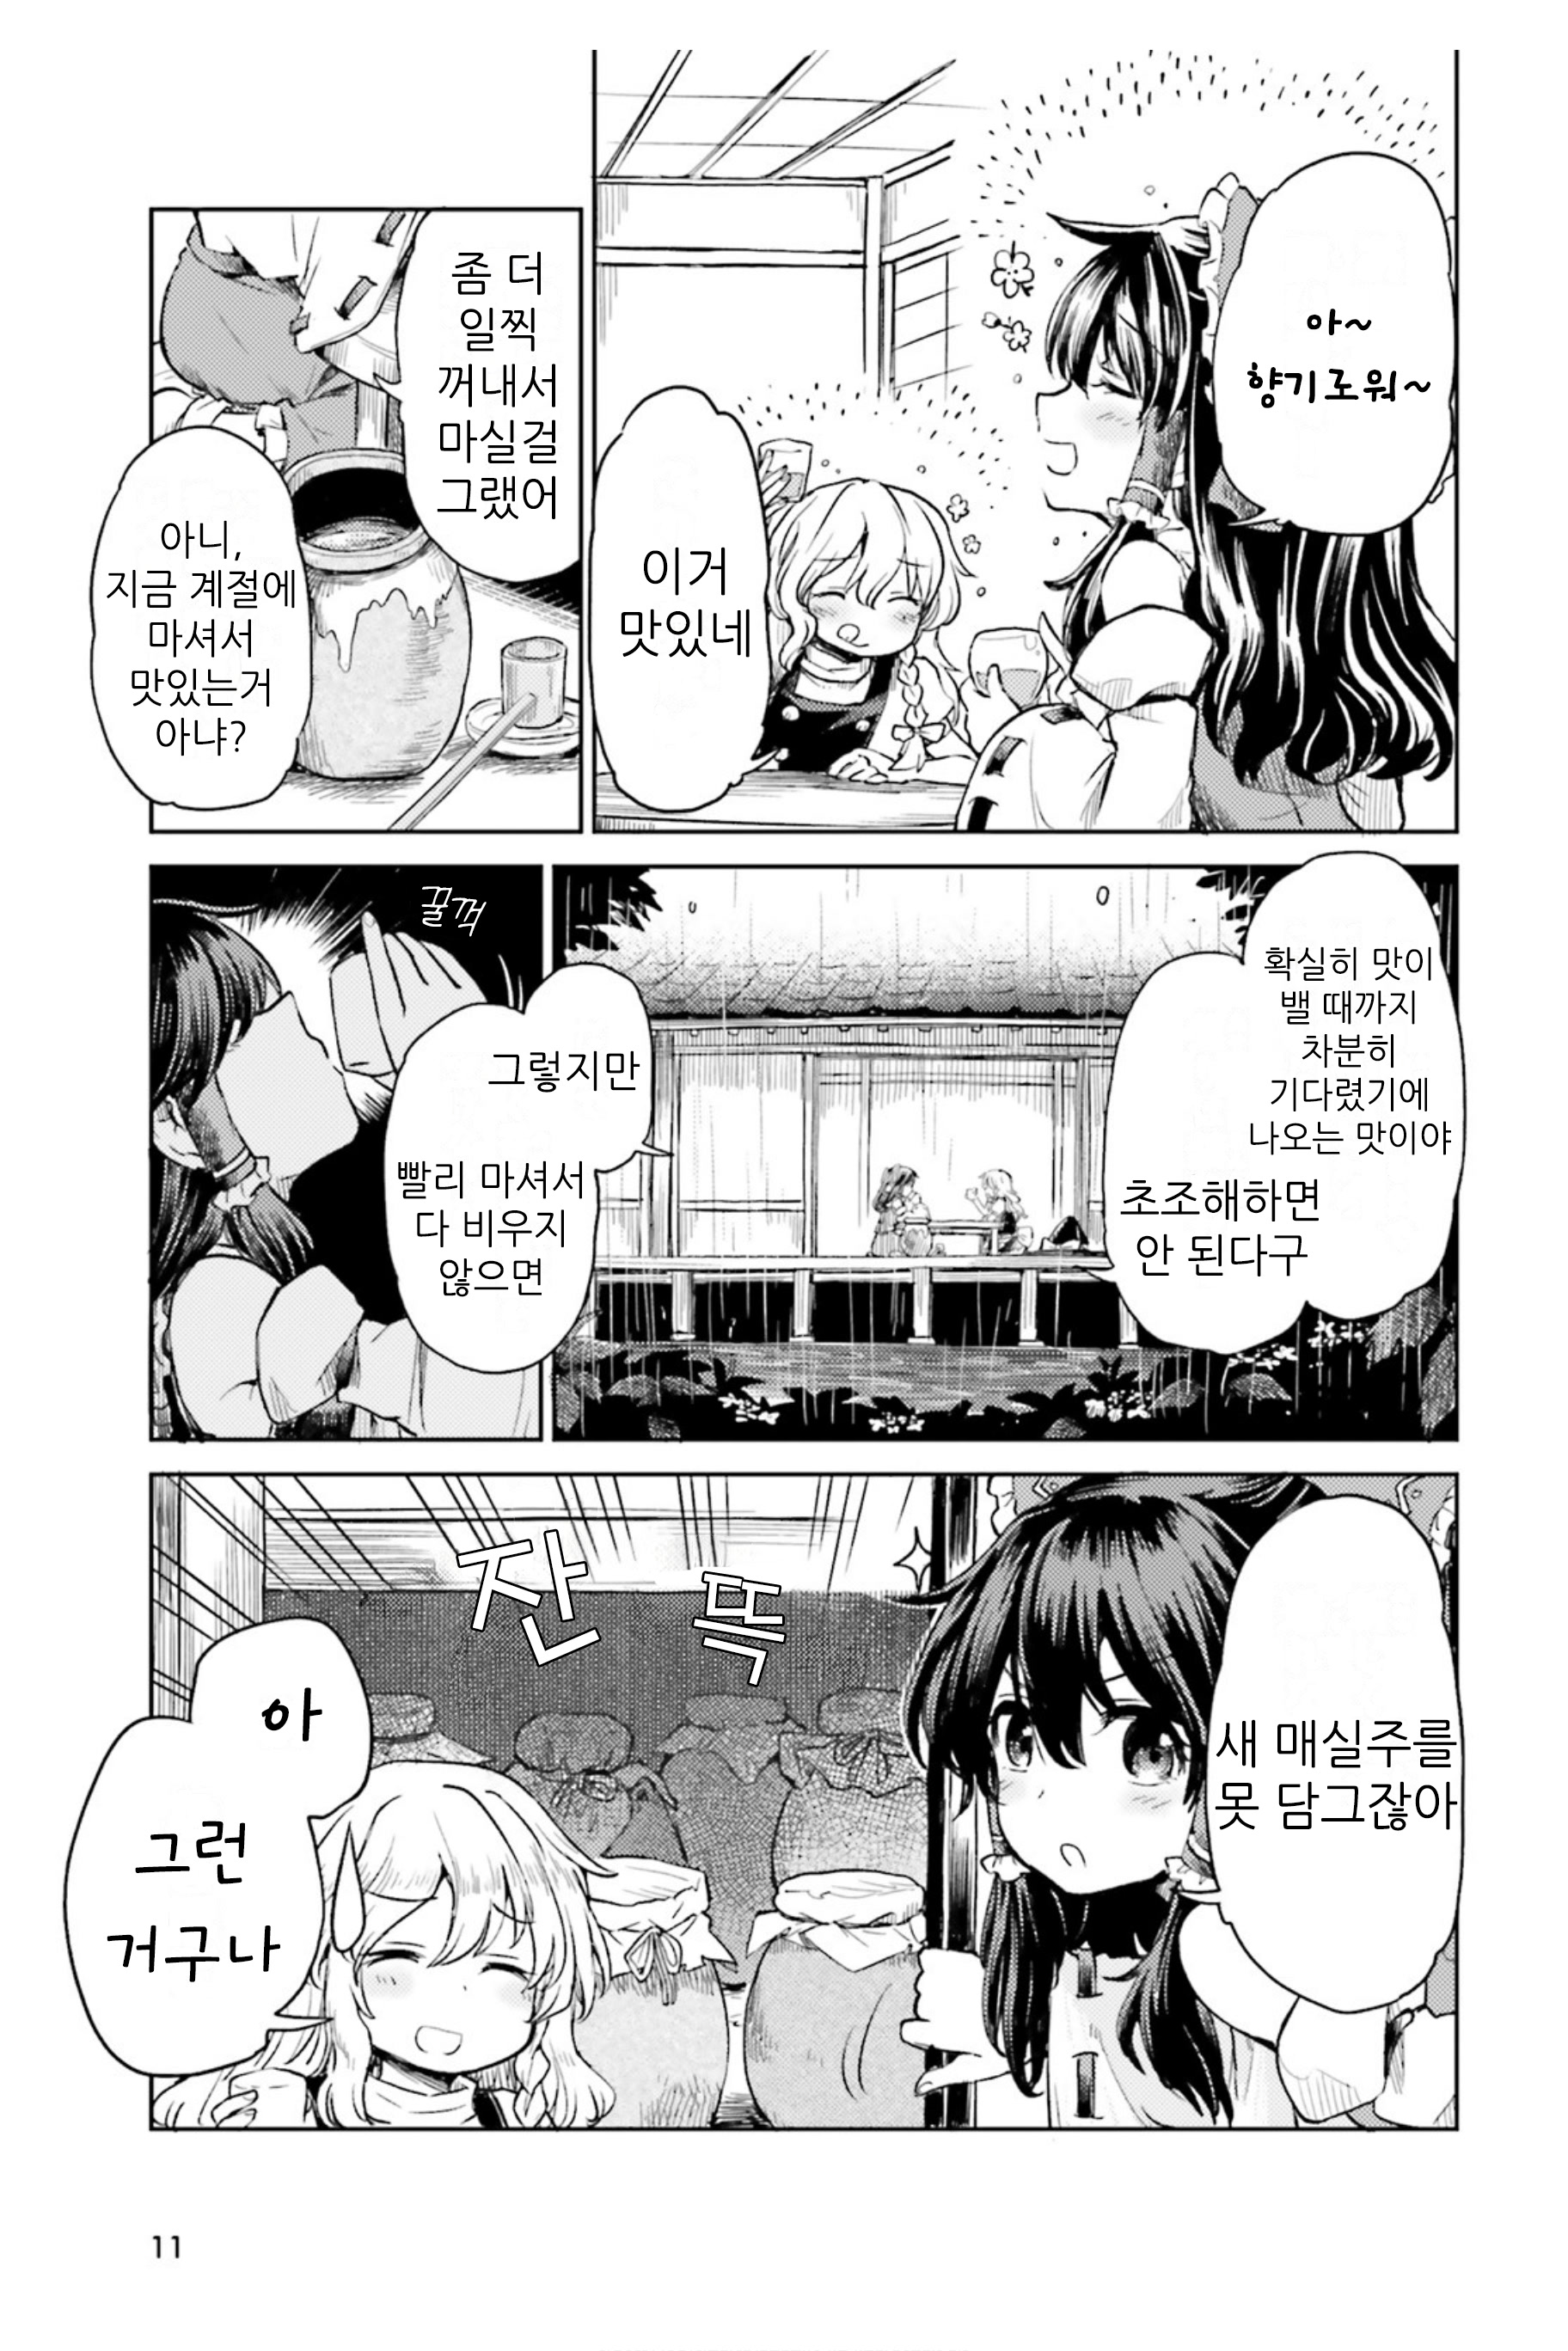 아~
향기로워~
이거
맛있네
좀 더
일찍
꺼내서
마실걸
그랬어
아니,
지금 계절에
마셔서
맛있는거
아냐?
확실히 맛이
밸 때까지
차분히
기다렸기에
나오는 맛이야
초조해하면
안 된다구
그렇지만
빨리 마셔서
다 비우지
않으면
꿀꺽
새 매실주를
못 담그잖아
잔뜩
아
그런
거구나
11